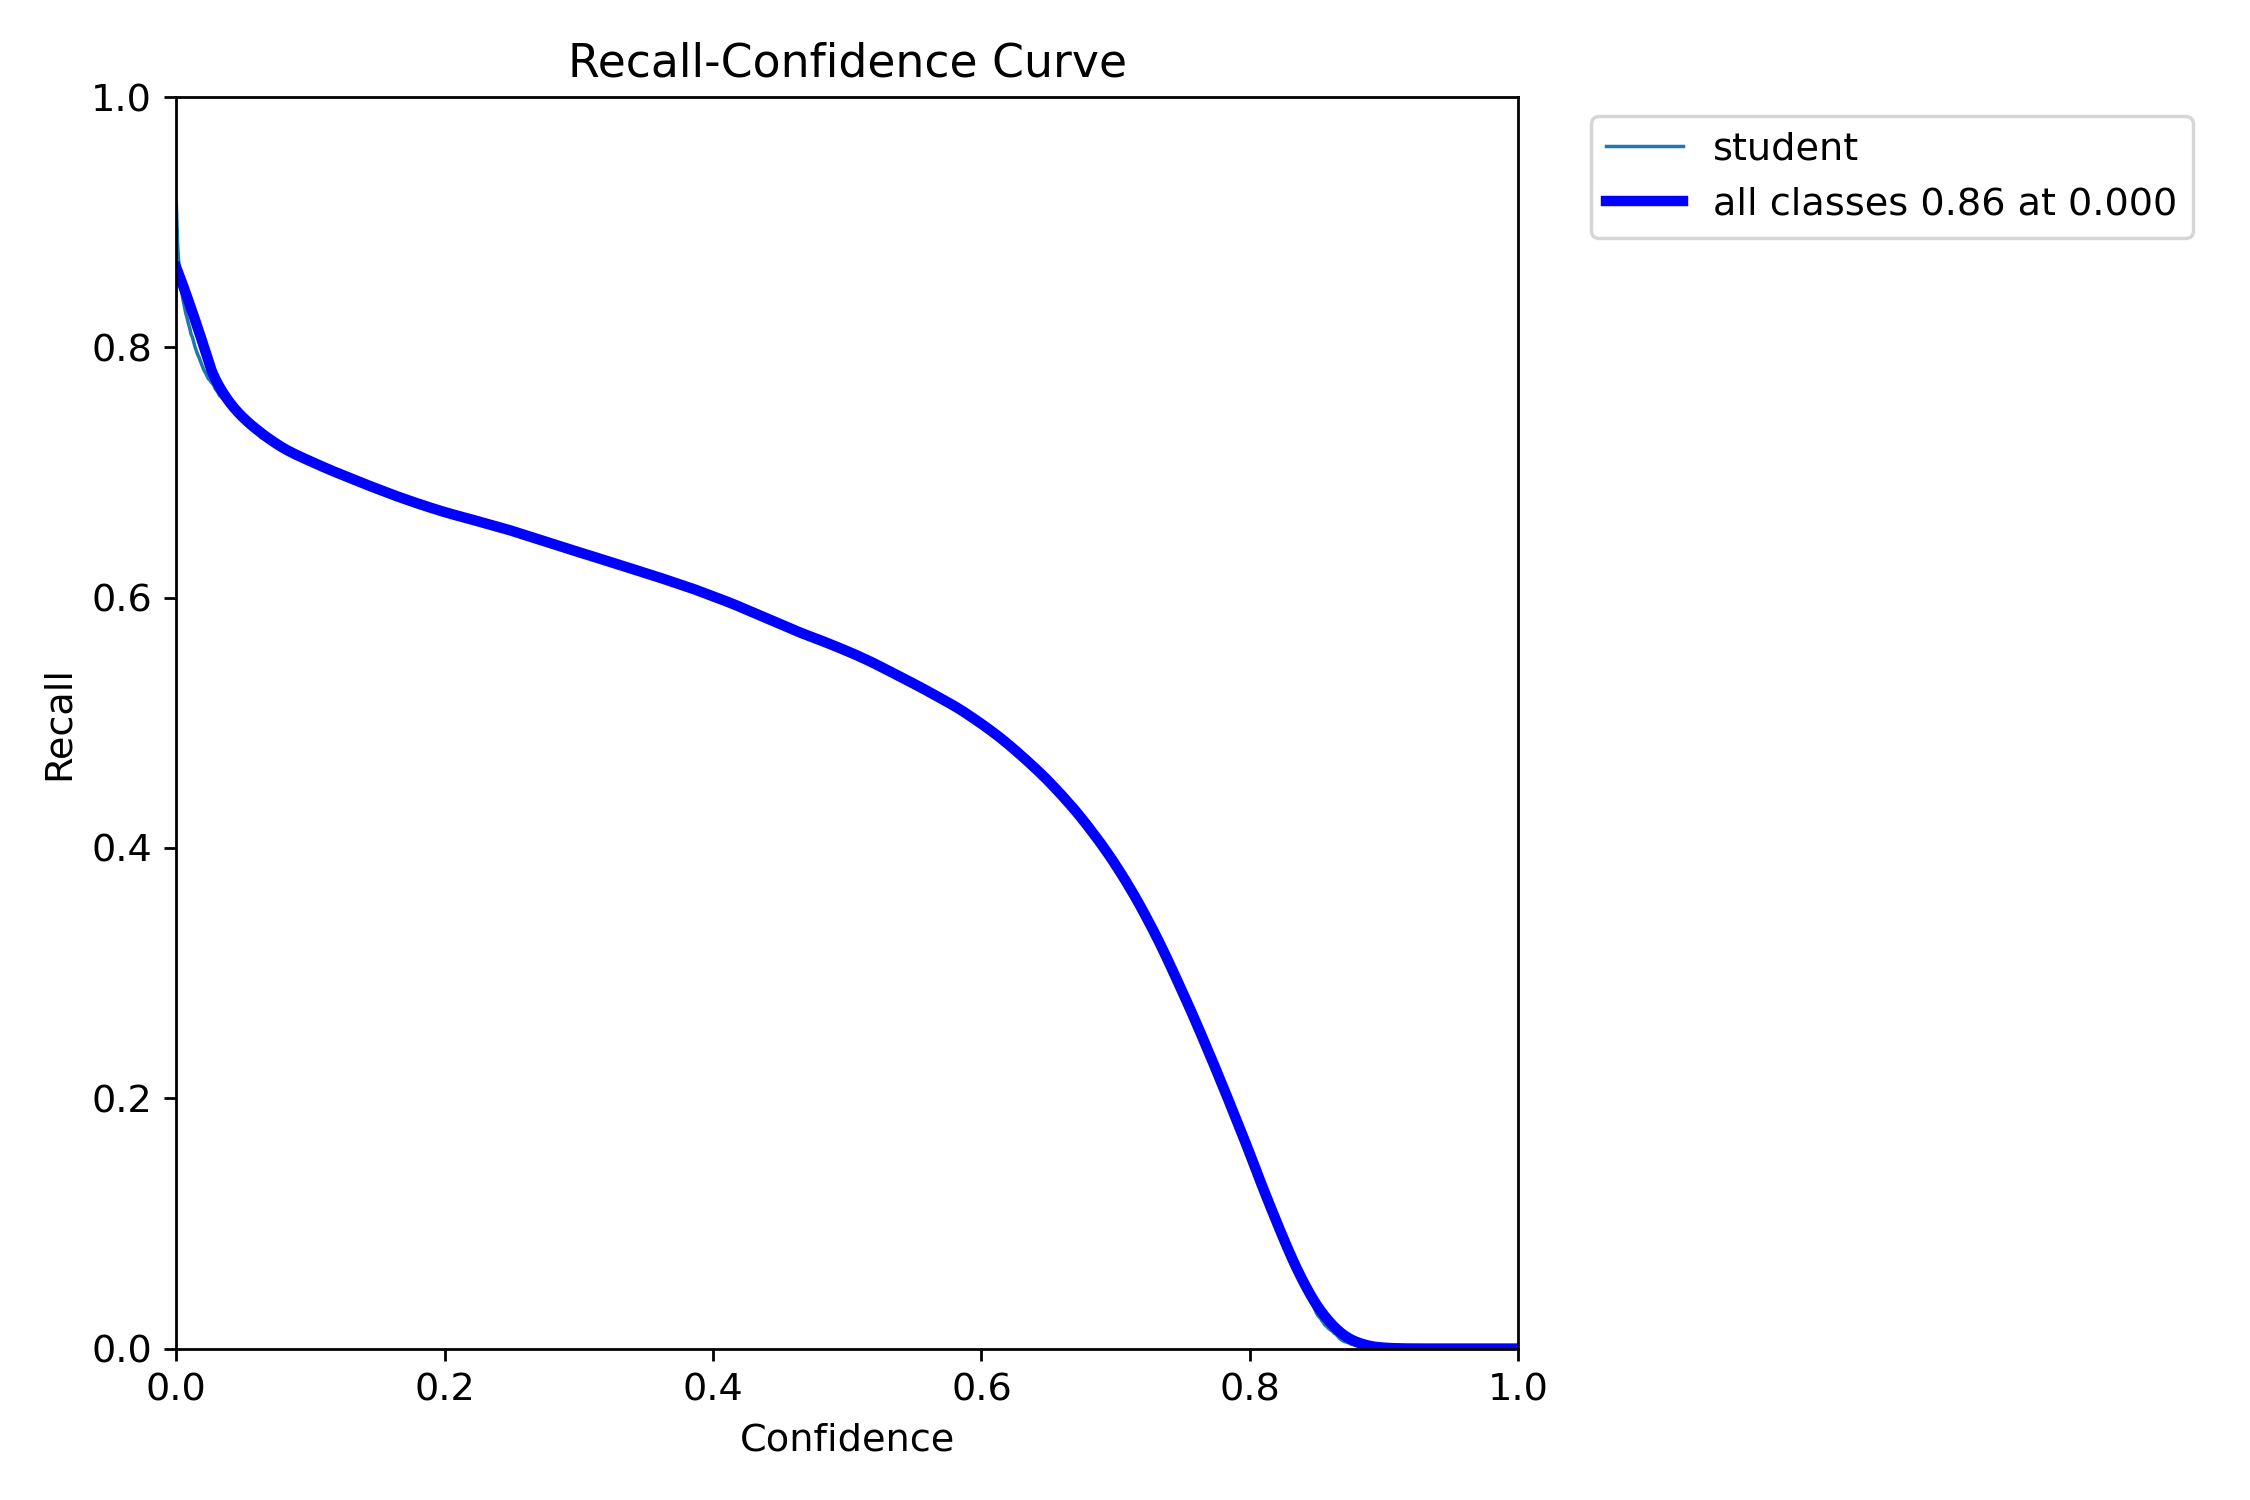 Recall-Confidence Curve
1.0
0.8
0.6
0.4
0.2
0.0
Recall
0.0 0.2 0.4 0.6 0.8 1.0
Confidence
student
all classes 0.86 at 0.000